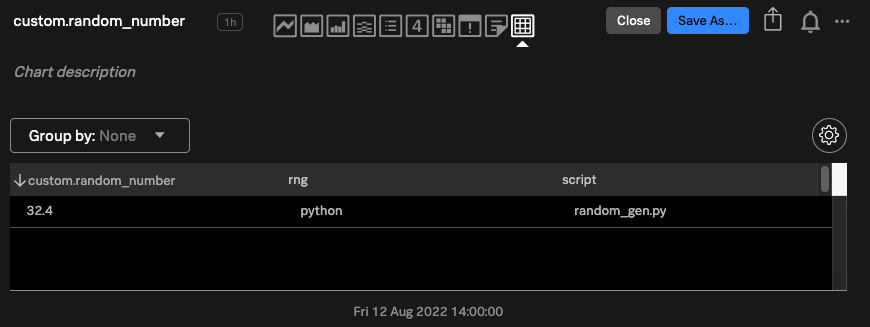 custom.random_number 1h 4 ! Close Save As... ...
Chart description
Group by: None
custom.random_number rng script
32.4 python random_gen.py
Fri 12 Aug 2022 14:00:00